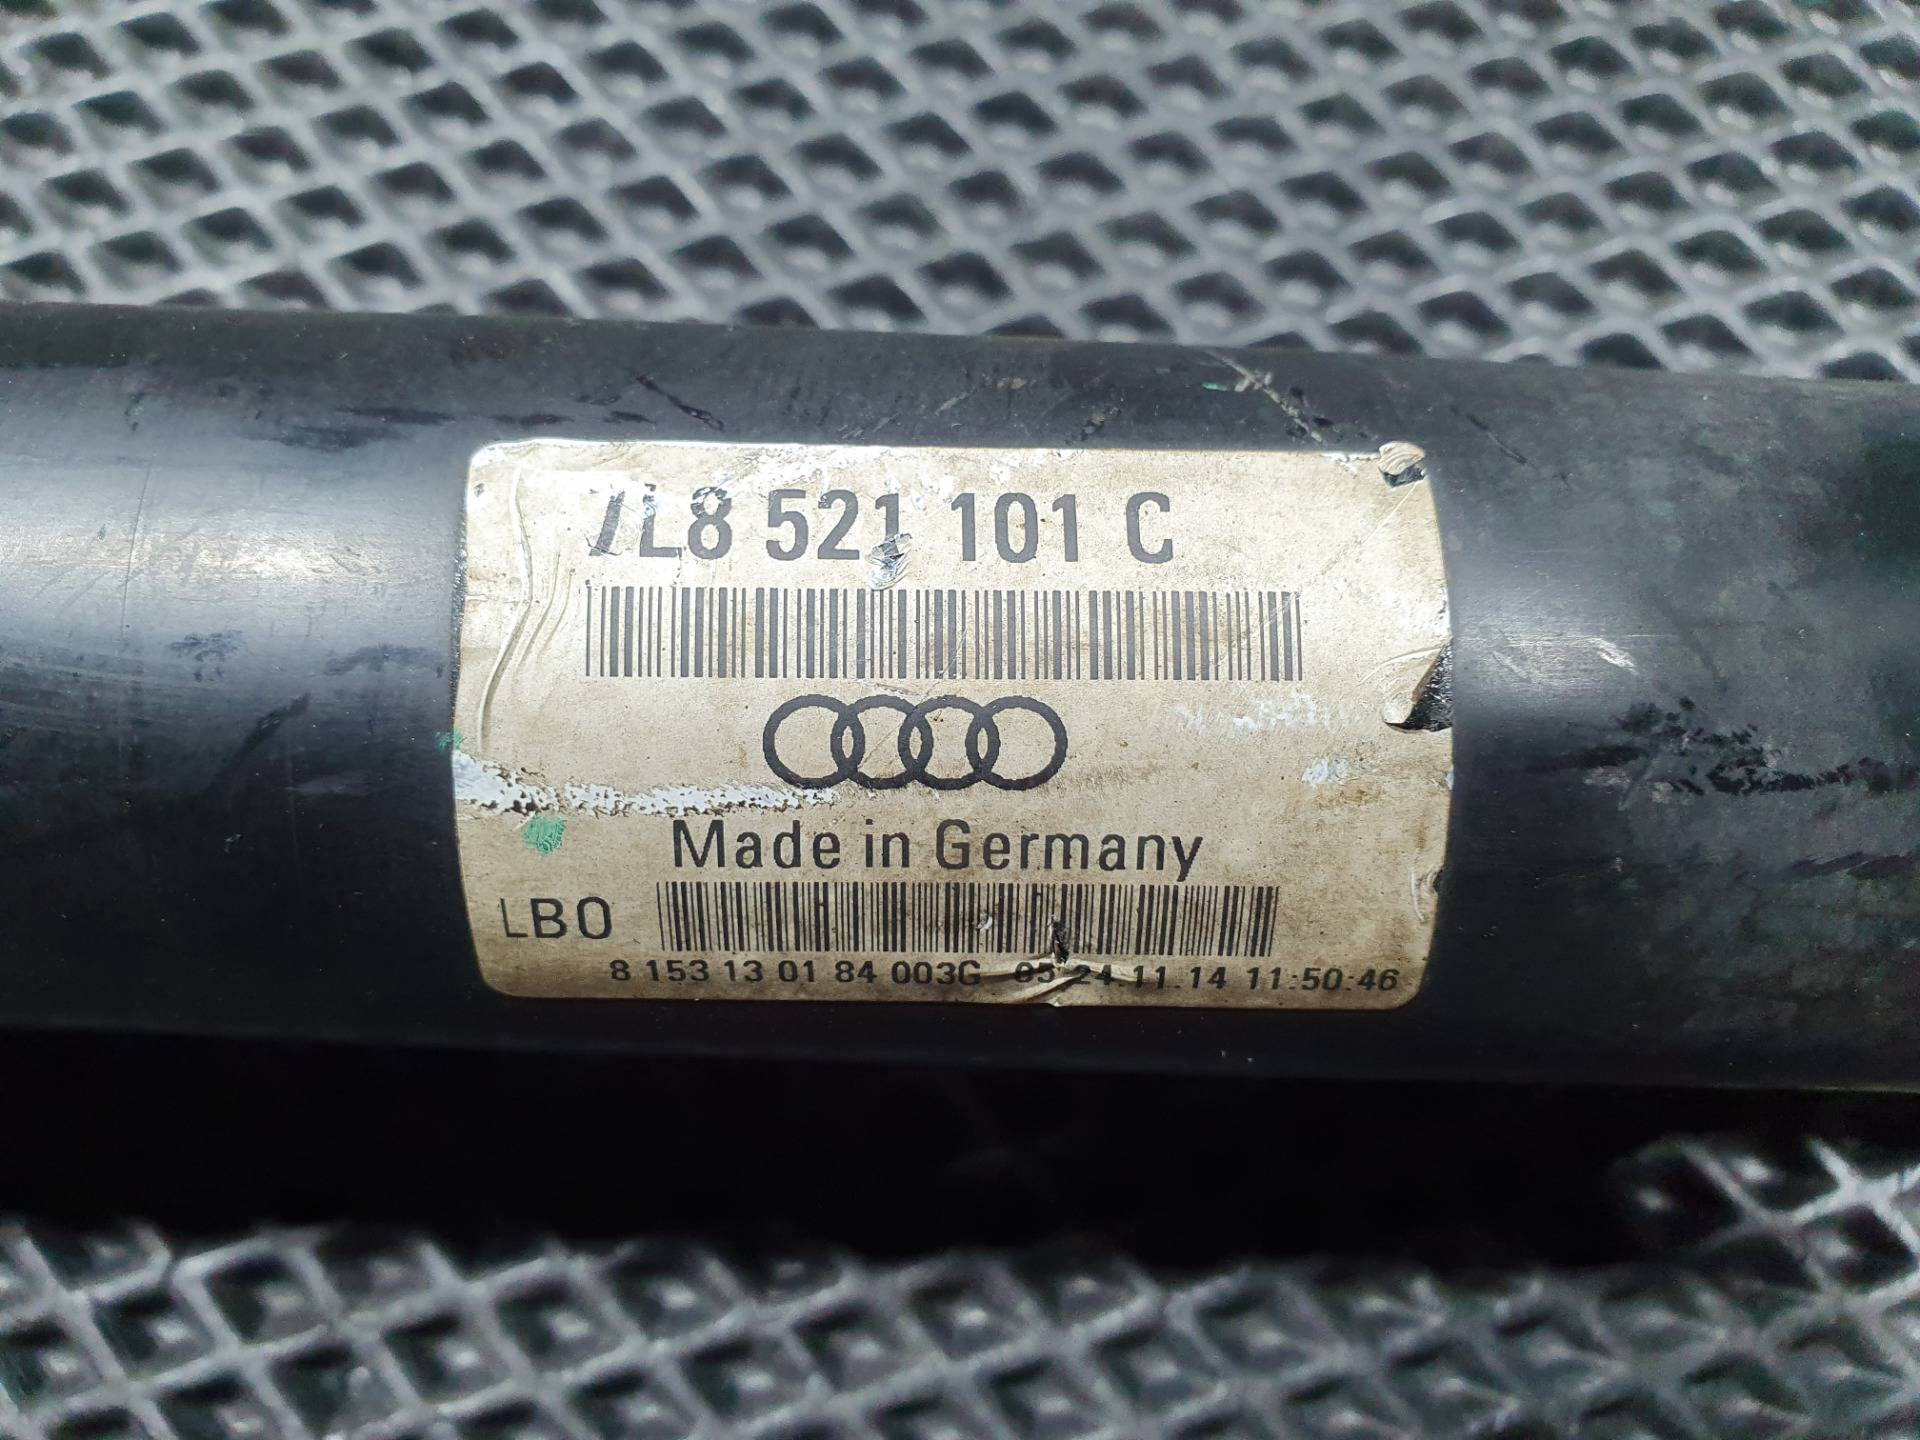 7L8 521 101 C
Made in Germany
LB0
8 153 13 01 84 003G 05 24.11.14 11:50:46